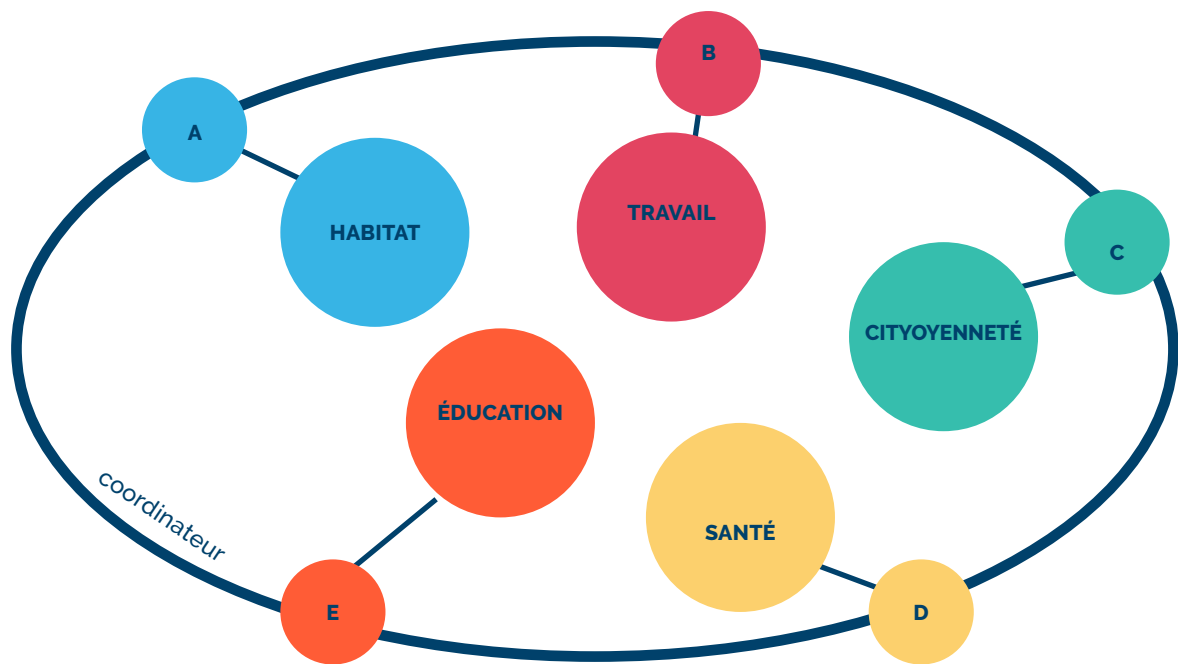 B
A
TRAVAIL
HABITAT
C
CITYOYENNETÉ
ÉDUCATION
coordinateur
SANTÉ
E
D